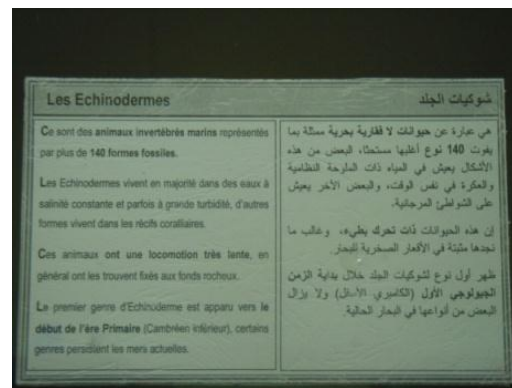 Les Echinodermes
Ce sont des animaux invertébrés marins représentés
par plus de 140 formes fossiles.
Les Echinodermes vivent en majorité dans des eaux à
salinité constante et parfois à grande turbidité, d'autres
formes vivent dans les récifs coralliaires.
Ces animaux ont une locomotion très lente, en
général ont les trouvent fixés aux fonds rocheux.
Le premier genre d'Echinoderme est apparu vers le
début de l'ère Primaire (Cambréen inférieur), certains
genres persistent les mers actuelles.
شوكيات الجلد
هي عبارة عن حيوانات لا فقارية بحرية ممثلة بما
يفوت 140 نوع أغلبها مستحثا، البعض من هذه
الأشكال يعيش في المياه ذات الملوحة النظامية
والعكرة في نفس الوقت، والبعض الآخر يعيش
على الشواطئ المرجانية.
إن هذه الحيوانات ذات تحرك بطيء، وغالب ما
نجدها مثبتة في الأقعار الصخرية للبحار.
ظهر أول نوع لشوكيات الجلد خلال بداية الزمن
الجيولوجي الأول (الكامبري الأسفل) ولا يزال
البعض من أنواعها في البحار الحالية.